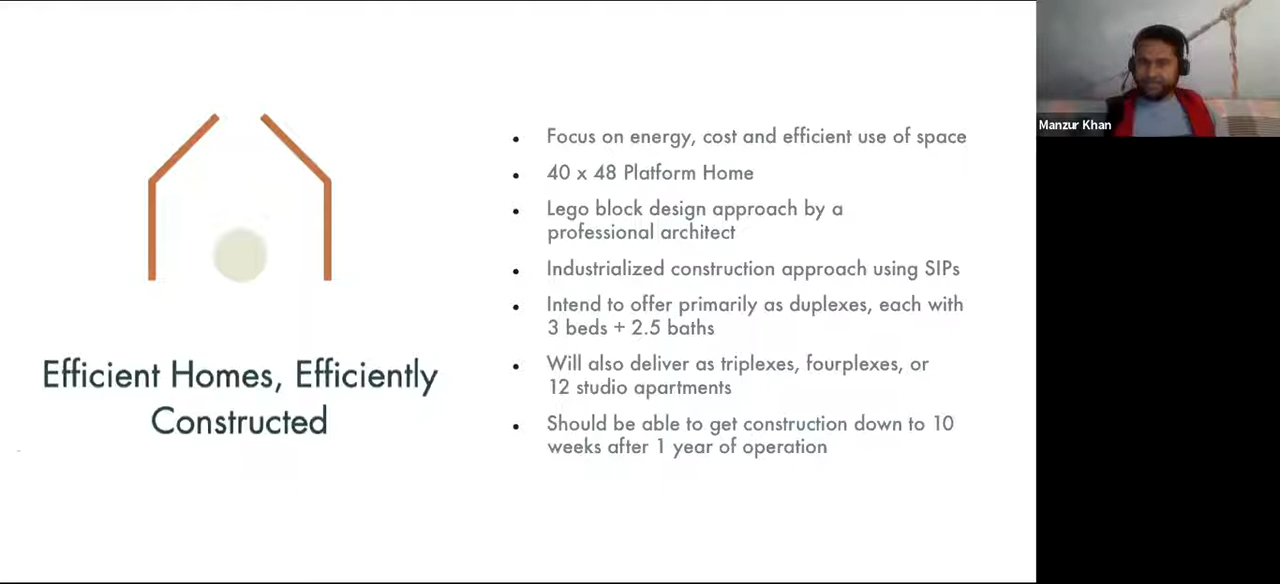 Efficient Homes, Efficiently
Constructed
Focus on energy, cost and efficient use of space
40 x 48 Platform Home
Lego block design approach by a
professional architect
Industrialized construction approach using SIPs
Intend to offer primarily as duplexes, each with
3 beds + 2.5 baths
Will also deliver as triplexes, fourplexes, or
12 studio apartments
Should be able to get construction down to 10
weeks after 1 year of operation
Manzur Khan